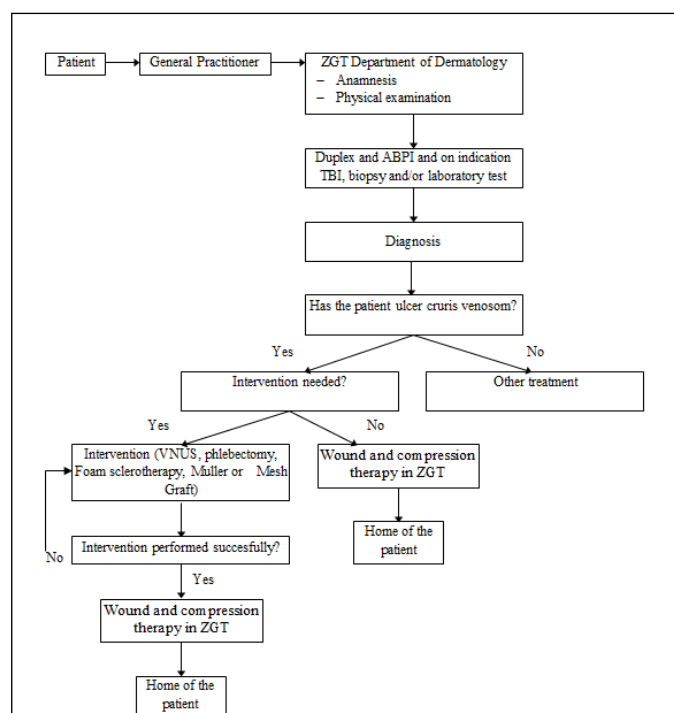 Patient
General Practitioner
ZGT Department of Dermatology
– Anamnesis
– Physical examination
Duplex and ABPI and on indication
TBI, biopsy and/or laboratory test
Diagnosis
Has the patient ulcer cruris venosom?
Yes
No
Intervention needed?
Other treatment
Yes
No
Intervention (VNUS, phlebectomy,
Foam sclerotherapy, Muller or Mesh
Graft)
Wound and compression
therapy in ZGT
Home of the
patient
No
Intervention performed succesfully?
Yes
Wound and compression
therapy in ZGT
Home of the
patient